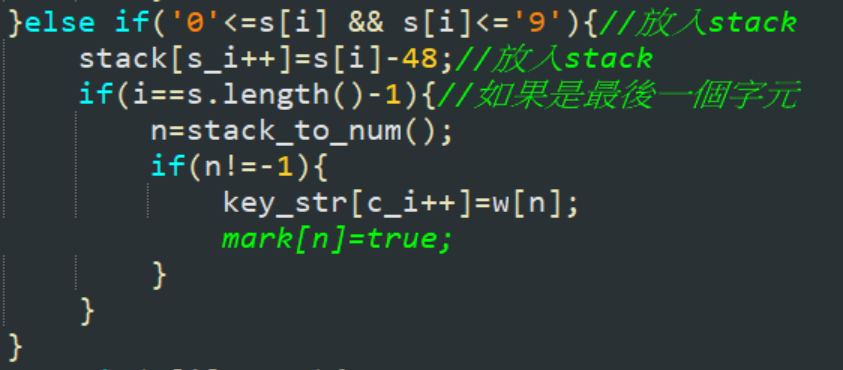 }else if('0'<=s[i] && s[i]<='9'){//放入stack
stack[s_i++]=s[i]-48;//放入stack
if(i==s.length()-1){//如果是最後一個字元
n=stack_to_num();
if(n!=-1){
key_str[c_i++]=w[n];
mark[n]=true;
}
}
}